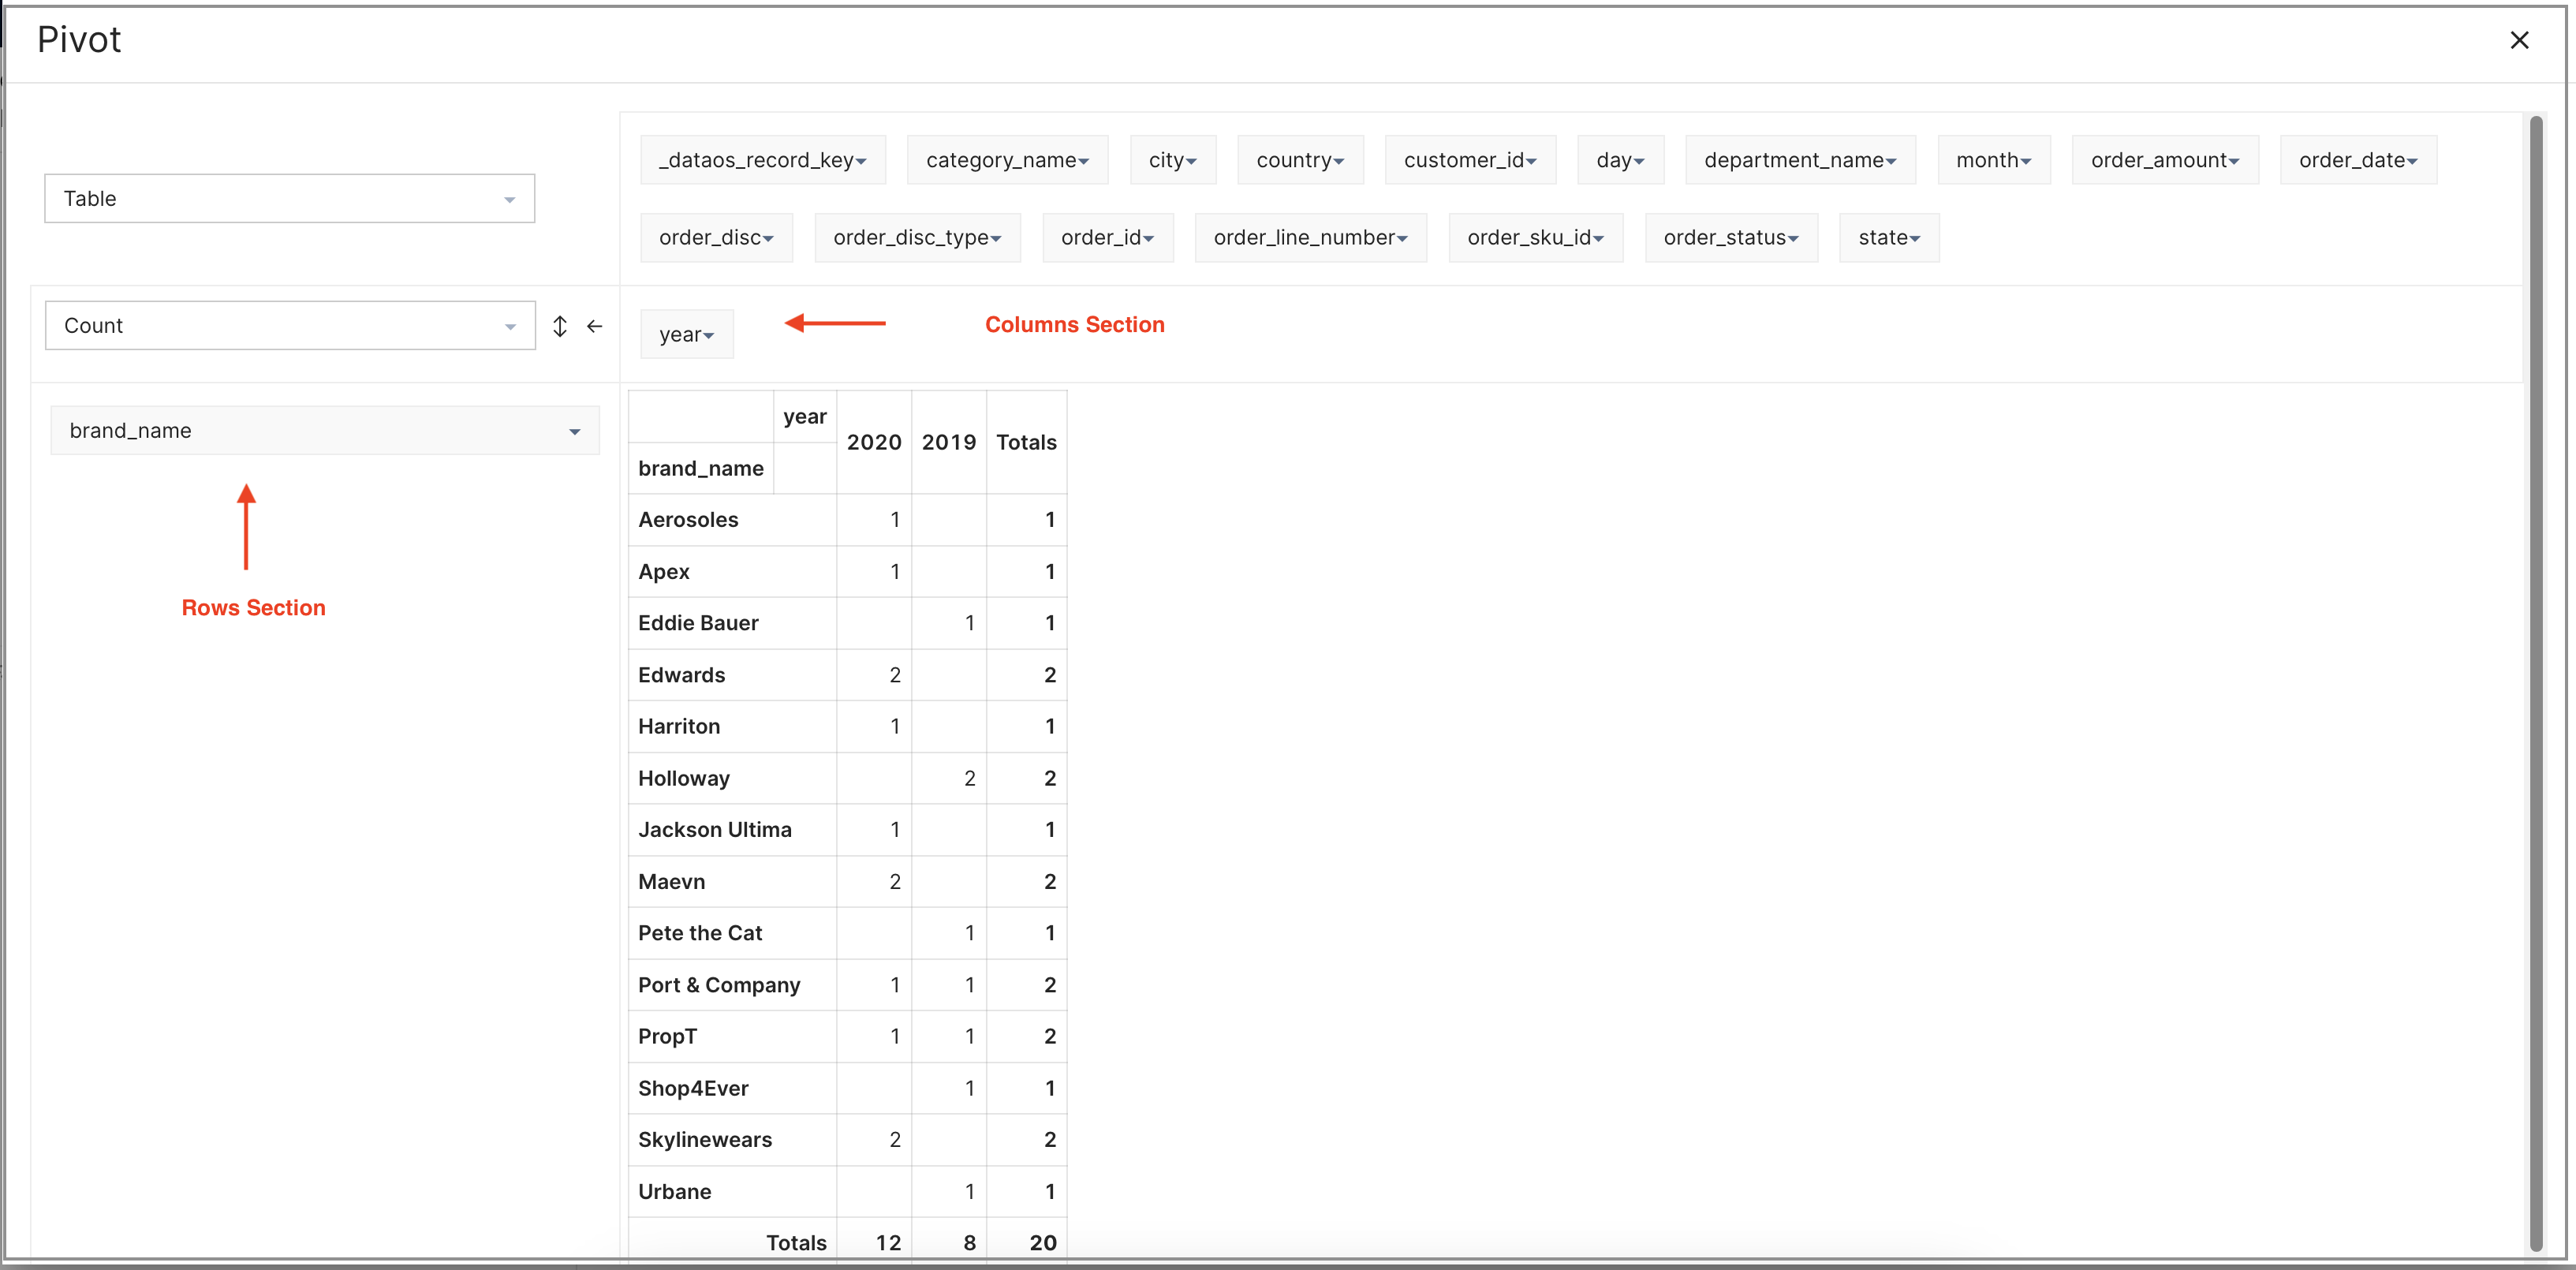 Pivot
Table
_dataos_record_key category_name city country customer_id day department_name month order_amount order_date
order_disc order_disc_type order_id order_line_number order_sku_id order_status state
Count
year
Columns Section
brand_name
Rows Section
year 2020 2019 Totals
brand_name
Aerosoles 1 1
Apex 1 1
Eddie Bauer 1 1
Edwards 2 2
Harriton 1 1
Holloway 2 2
Jackson Ultima 1 1
Maevn 2 2
Pete the Cat 1 1
Port & Company 1 1 2
PropT 1 1 2
Shop4Ever 1 1
Skylinewears 2 2
Urbane 1 1
Totals 12 8 20